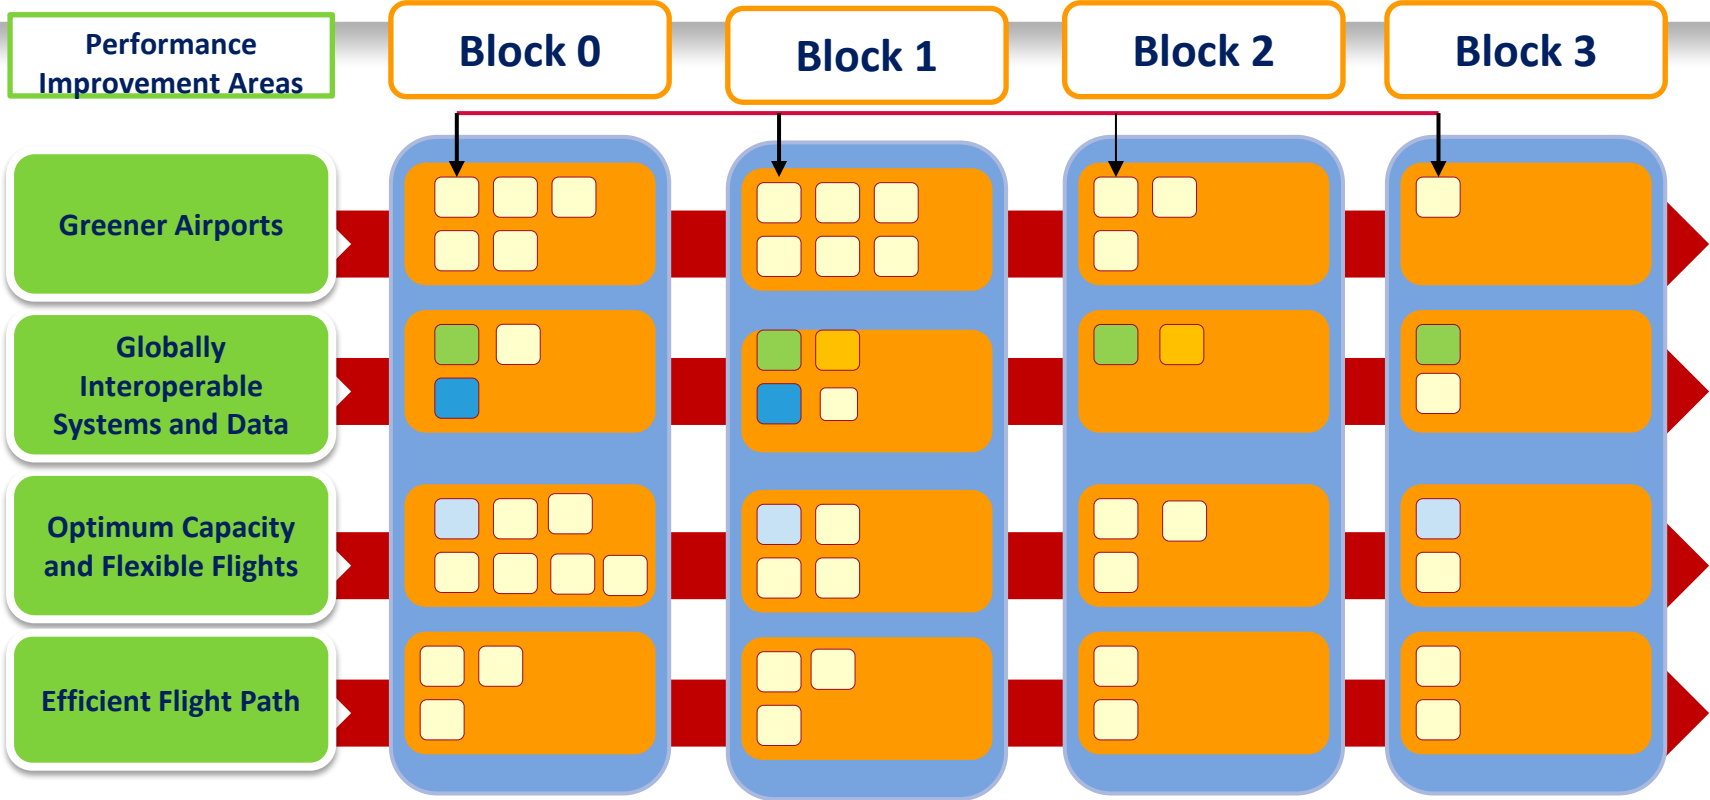 Performance
Improvement Areas
Block 0
Block 1
Block 2
Block 3
Greener Airports
Globally
Interoperable
Systems and Data
Optimum Capacity
and Flexible Flights
Efficient Flight Path